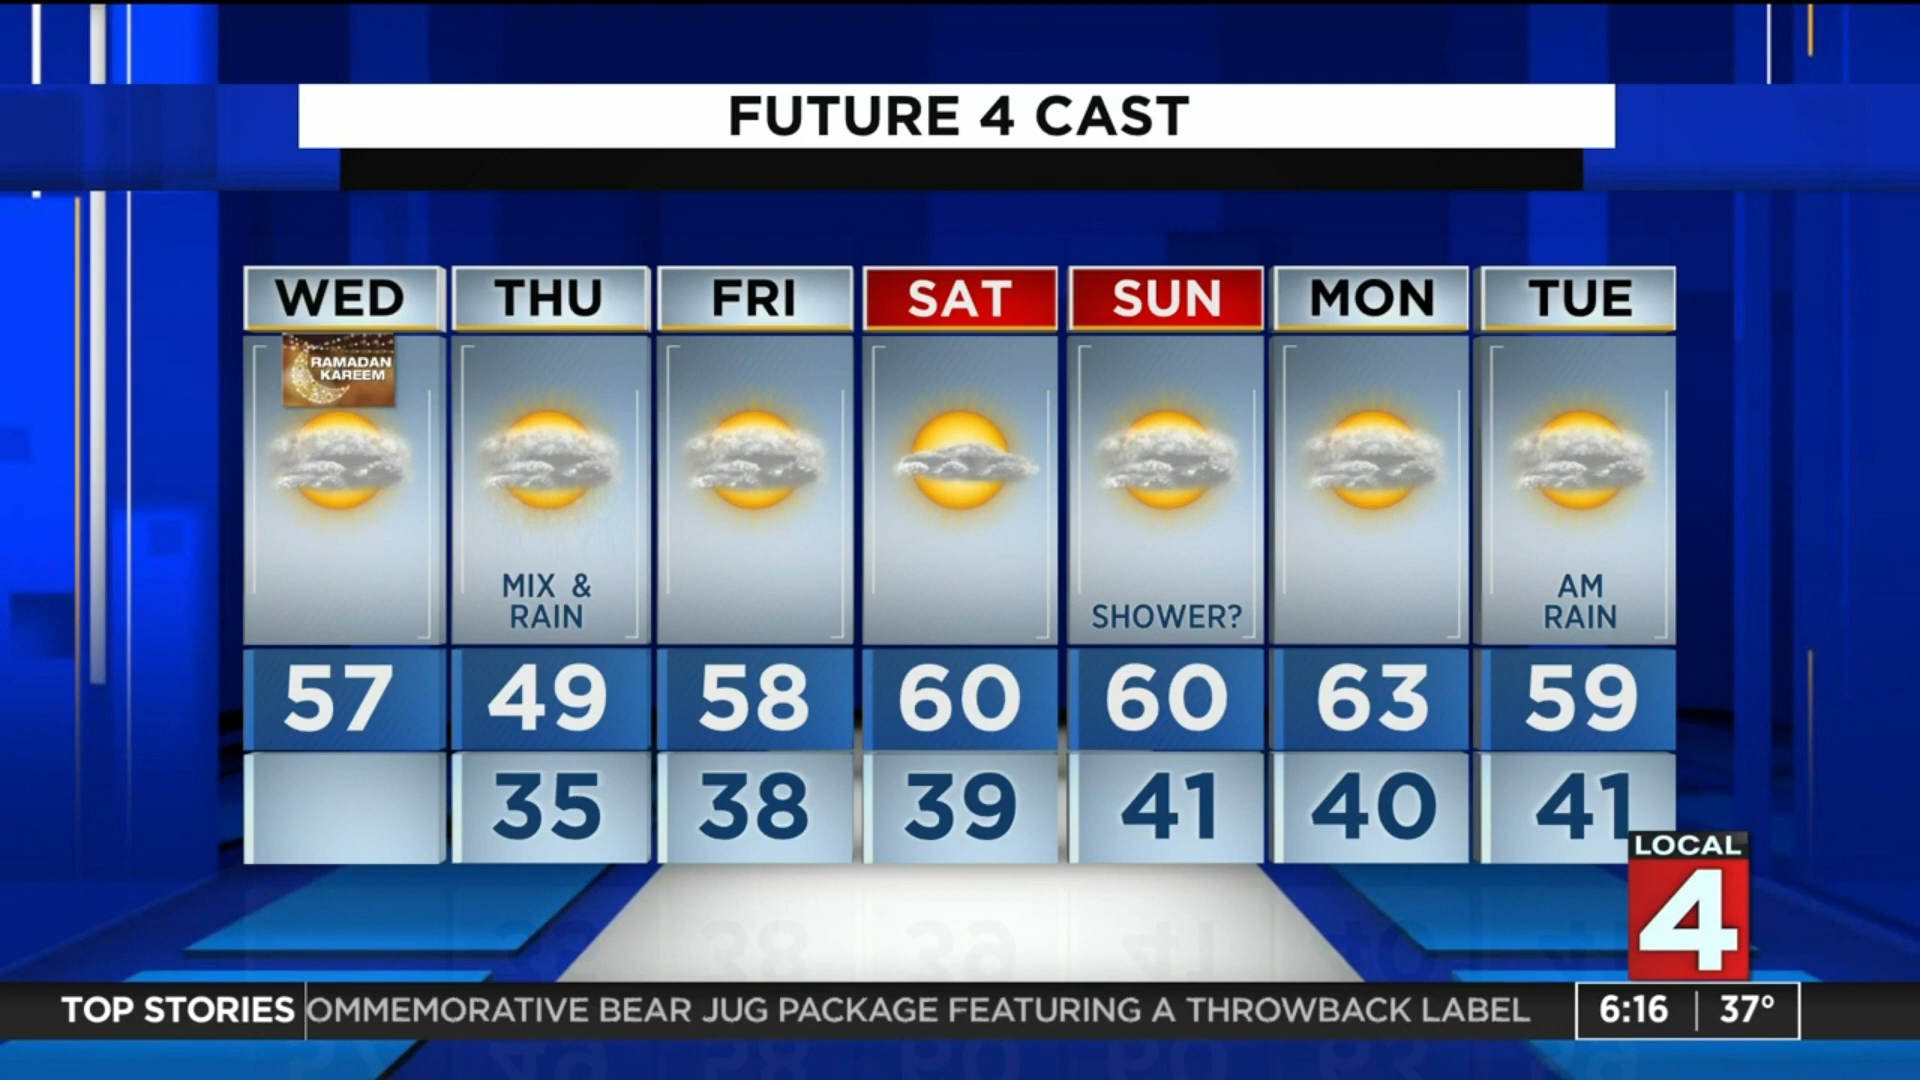 FUTURE 4 CAST
WED THU FRI SAT SUN MON TUE
RAMADAN
KAREEM
MIX &
RAIN
SHOWER?
AM
RAIN
57 49 58 60 60 63 59
35 38 39 41 40 41
LOCAL
4
TOP STORIES OMMEMORATIVE BEAR JUG PACKAGE FEATURING A THROWBACK LABEL 6:16 37°